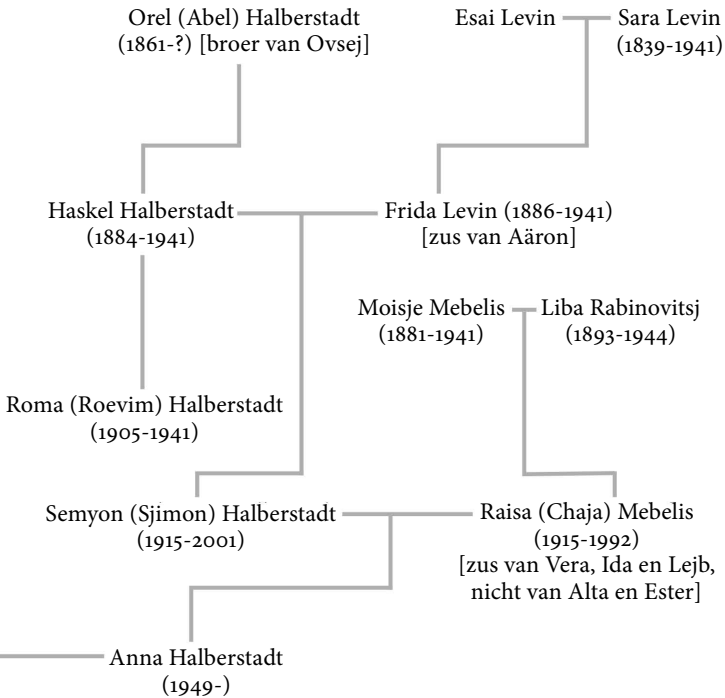 Orel (Abel) Halberstadt
(1861-?) [broer van Ovsej]
Esai Levin
Sara Levin
(1839-1941)
Haskel Halberstadt
(1884-1941)
Frida Levin (1886-1941)
[zus van Aäron]
Moisje Mebelis
(1881-1941)
Liba Rabinovitsj
(1893-1944)
Roma (Roevim) Halberstadt
(1905-1941)
Semyon (Sjimon) Halberstadt
(1915-2001)
Raisa (Chaja) Mebelis
(1915-1992)
[zus van Vera, Ida en Lejb,
nicht van Alta en Ester]
Anna Halberstadt
(1949-)